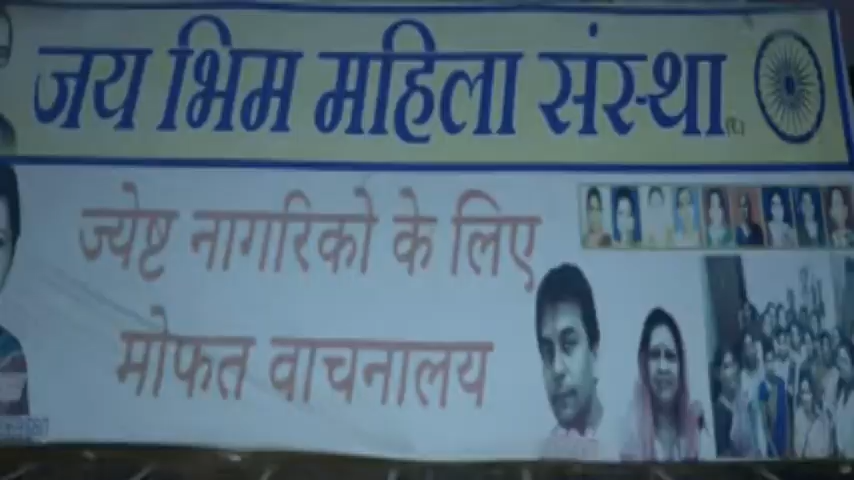 जय भिम महिला संस्था
ज्येष्ट नागरिको के लिए
मोफत वाचनालय